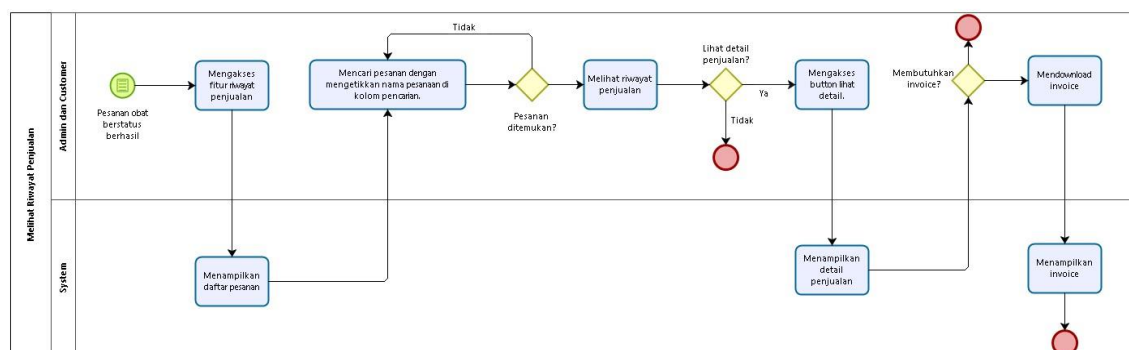 Melihat Riwayat Penjualan
Admin dan Customer
Pesanan obat
berstatus
berhasil
Mengakses
fitur riwayat
penjualan
Mencari pesanan dengan
mengetikkan nama pesanaan di
kolom pencarian.
Tidak
Pesanan
ditemukan?
Melihat riwayat
penjualan
Lihat detail
penjualan?
Ya
Tidak
Mengakses
button lihat
detail.
Membutuhkan
invoice?
Mendownload
invoice
System
Menampilkan
daftar pesanan
Menampilkan
detail
penjualan
Menampilkan
invoice